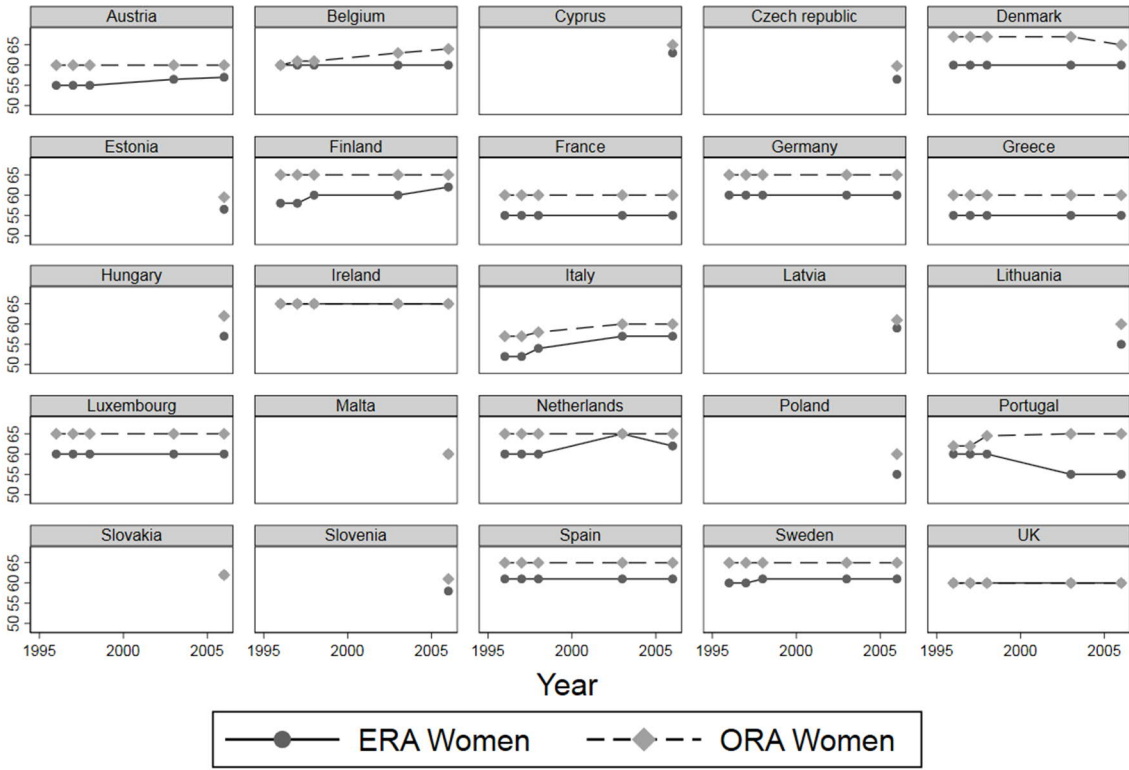 Austria Belgium Cyprus Czech republic Denmark
50 55 60 65
Estonia Finland France Germany Greece
50 55 60 65
Hungary Ireland Italy Latvia Lithuania
50 55 60 65
Luxembourg Malta Netherlands Poland Portugal
50 55 60 65
Slovakia Slovenia Spain Sweden UK
50 55 60 65
1995 2000 2005 1995 2000 2005 1995 2000 2005 1995 2000 2005 1995 2000 2005
Year
ERA Women ORA Women